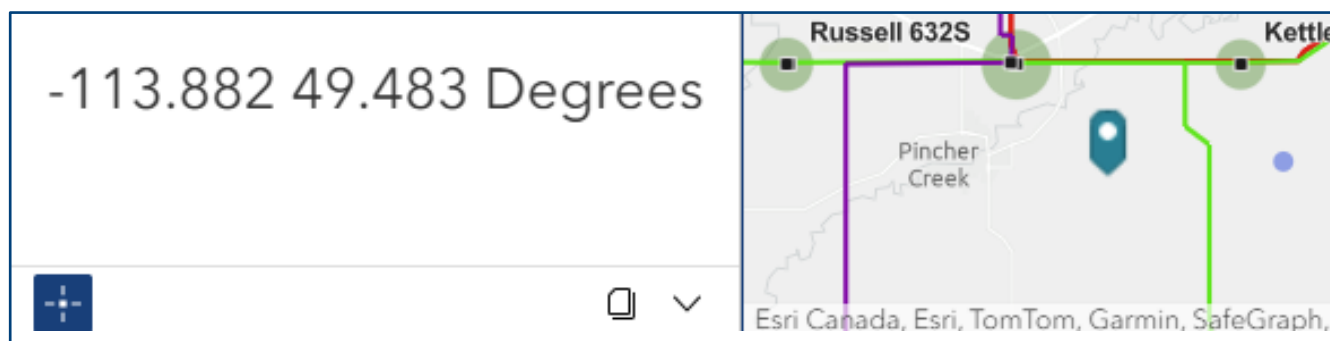 -113.882 49.483 Degrees
Russell 632S
Kettle
Pincher
Creek
Esri Canada, Esri, TomTom, Garmin, SafeGraph,